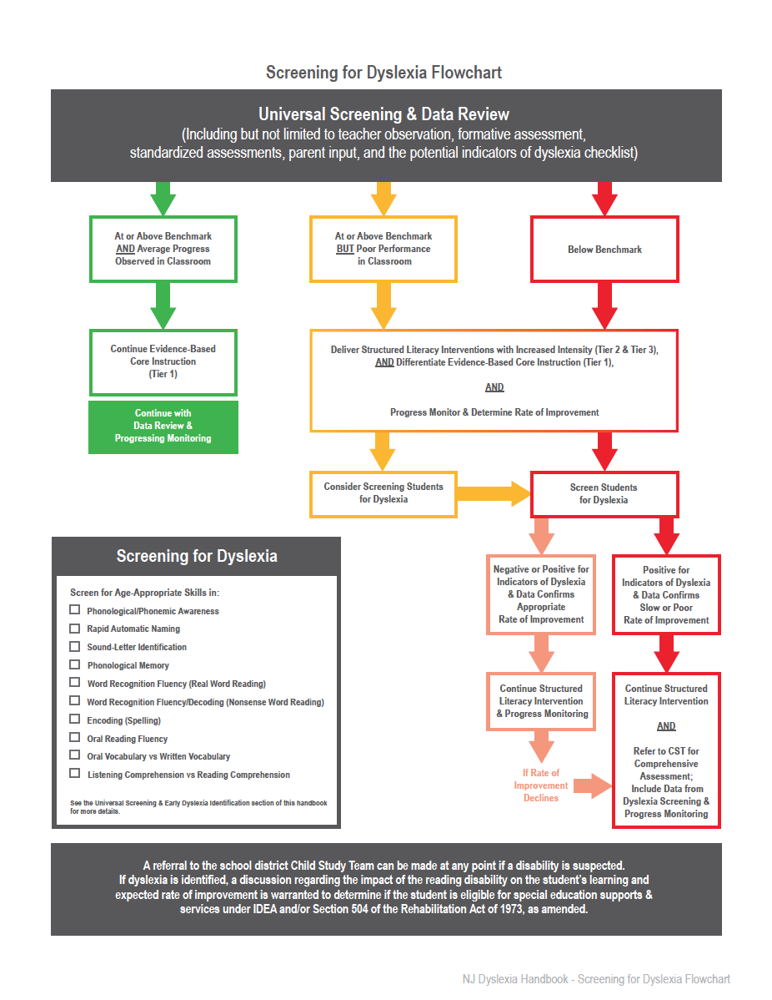 Screening for Dyslexia Flowchart
Universal Screening & Data Review
(Including but not limited to teacher observation, formative assessment,
standardized assessments, parent input, and the potential indicators of dyslexia checklist)
At or Above Benchmark
AND Average Progress
Observed in Classroom
At or Above Benchmark
BUT Poor Performance
in Classroom
Below Benchmark
Continue Evidence-Based
Core Instruction
(Tier 1)
Continue with
Data Review &
Progressing Monitoring
Deliver Structured Literacy Interventions with Increased Intensity (Tier 2 & Tier 3),
AND Differentiate Evidence-Based Core Instruction (Tier 1),
AND
Progress Monitor & Determine Rate of Improvement
Consider Screening Students
for Dyslexia
Screen Students
for Dyslexia
Negative or Positive for
Indicators of Dyslexia
& Data Confirms
Appropriate
Rate of Improvement
Positive for
Indicators of Dyslexia
& Data Confirms
Slow or Poor
Rate of Improvement
Continue Structured
Literacy Intervention
& Progress Monitoring
If Rate of
Improvement
Declines
Continue Structured
Literacy Intervention
AND
Refer to CST for
Comprehensive
Assessment;
Include Data from
Dyslexia Screening &
Progress Monitoring
Screening for Dyslexia
Screen for Age-Appropriate Skills in:
Phonological/Phonemic Awareness
Rapid Automatic Naming
Sound-Letter Identification
Phonological Memory
Word Recognition Fluency (Real Word Reading)
Word Recognition Fluency/Decoding (Nonsense Word Reading)
Encoding (Spelling)
Oral Reading Fluency
Oral Vocabulary vs Written Vocabulary
Listening Comprehension vs Reading Comprehension
See the Universal Screening & Early Dyslexia Identification section of this handbook
for more details.
A referral to the school district Child Study Team can be made at any point if a disability is suspected.
If dyslexia is identified, a discussion regarding the impact of the reading disability on the student's learning and
expected rate of improvement is warranted to determine if the student is eligible for special education supports &
services under IDEA and/or Section 504 of the Rehabilitation Act of 1973, as amended.
NJ Dyslexia Handbook - Screening for Dyslexia Flowchart